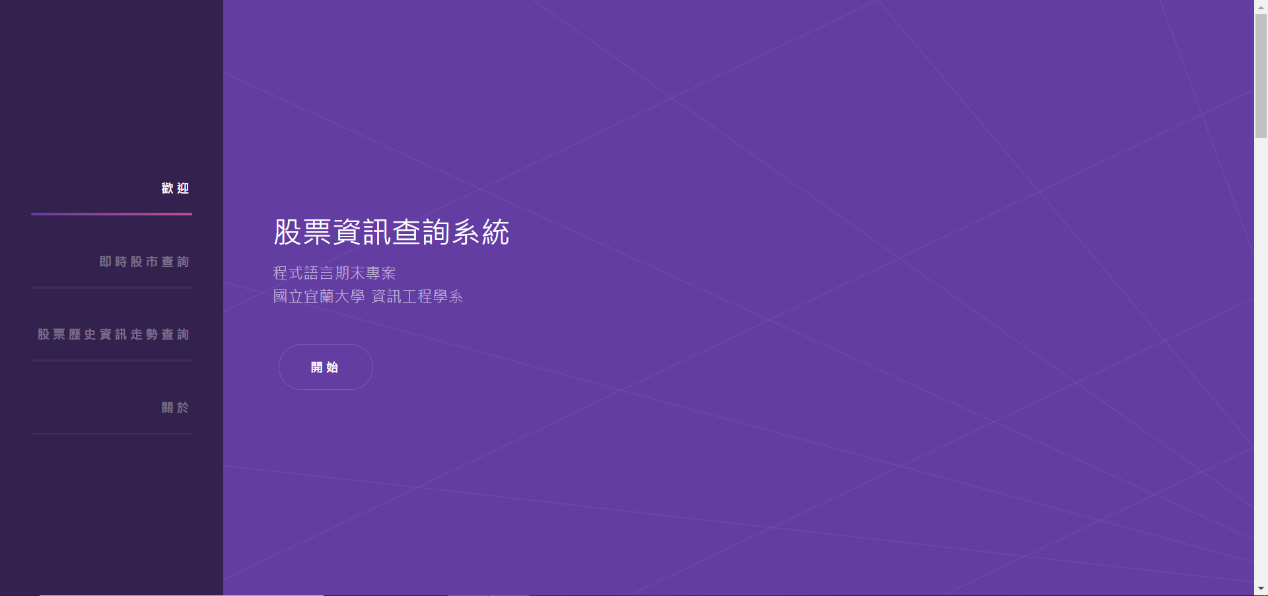 歡迎
即時股市查詢
股票歷史資訊走勢查詢
關於
股票資訊查詢系統
程式語言期末專案
國立宜蘭大學 資訊工程學系
開始